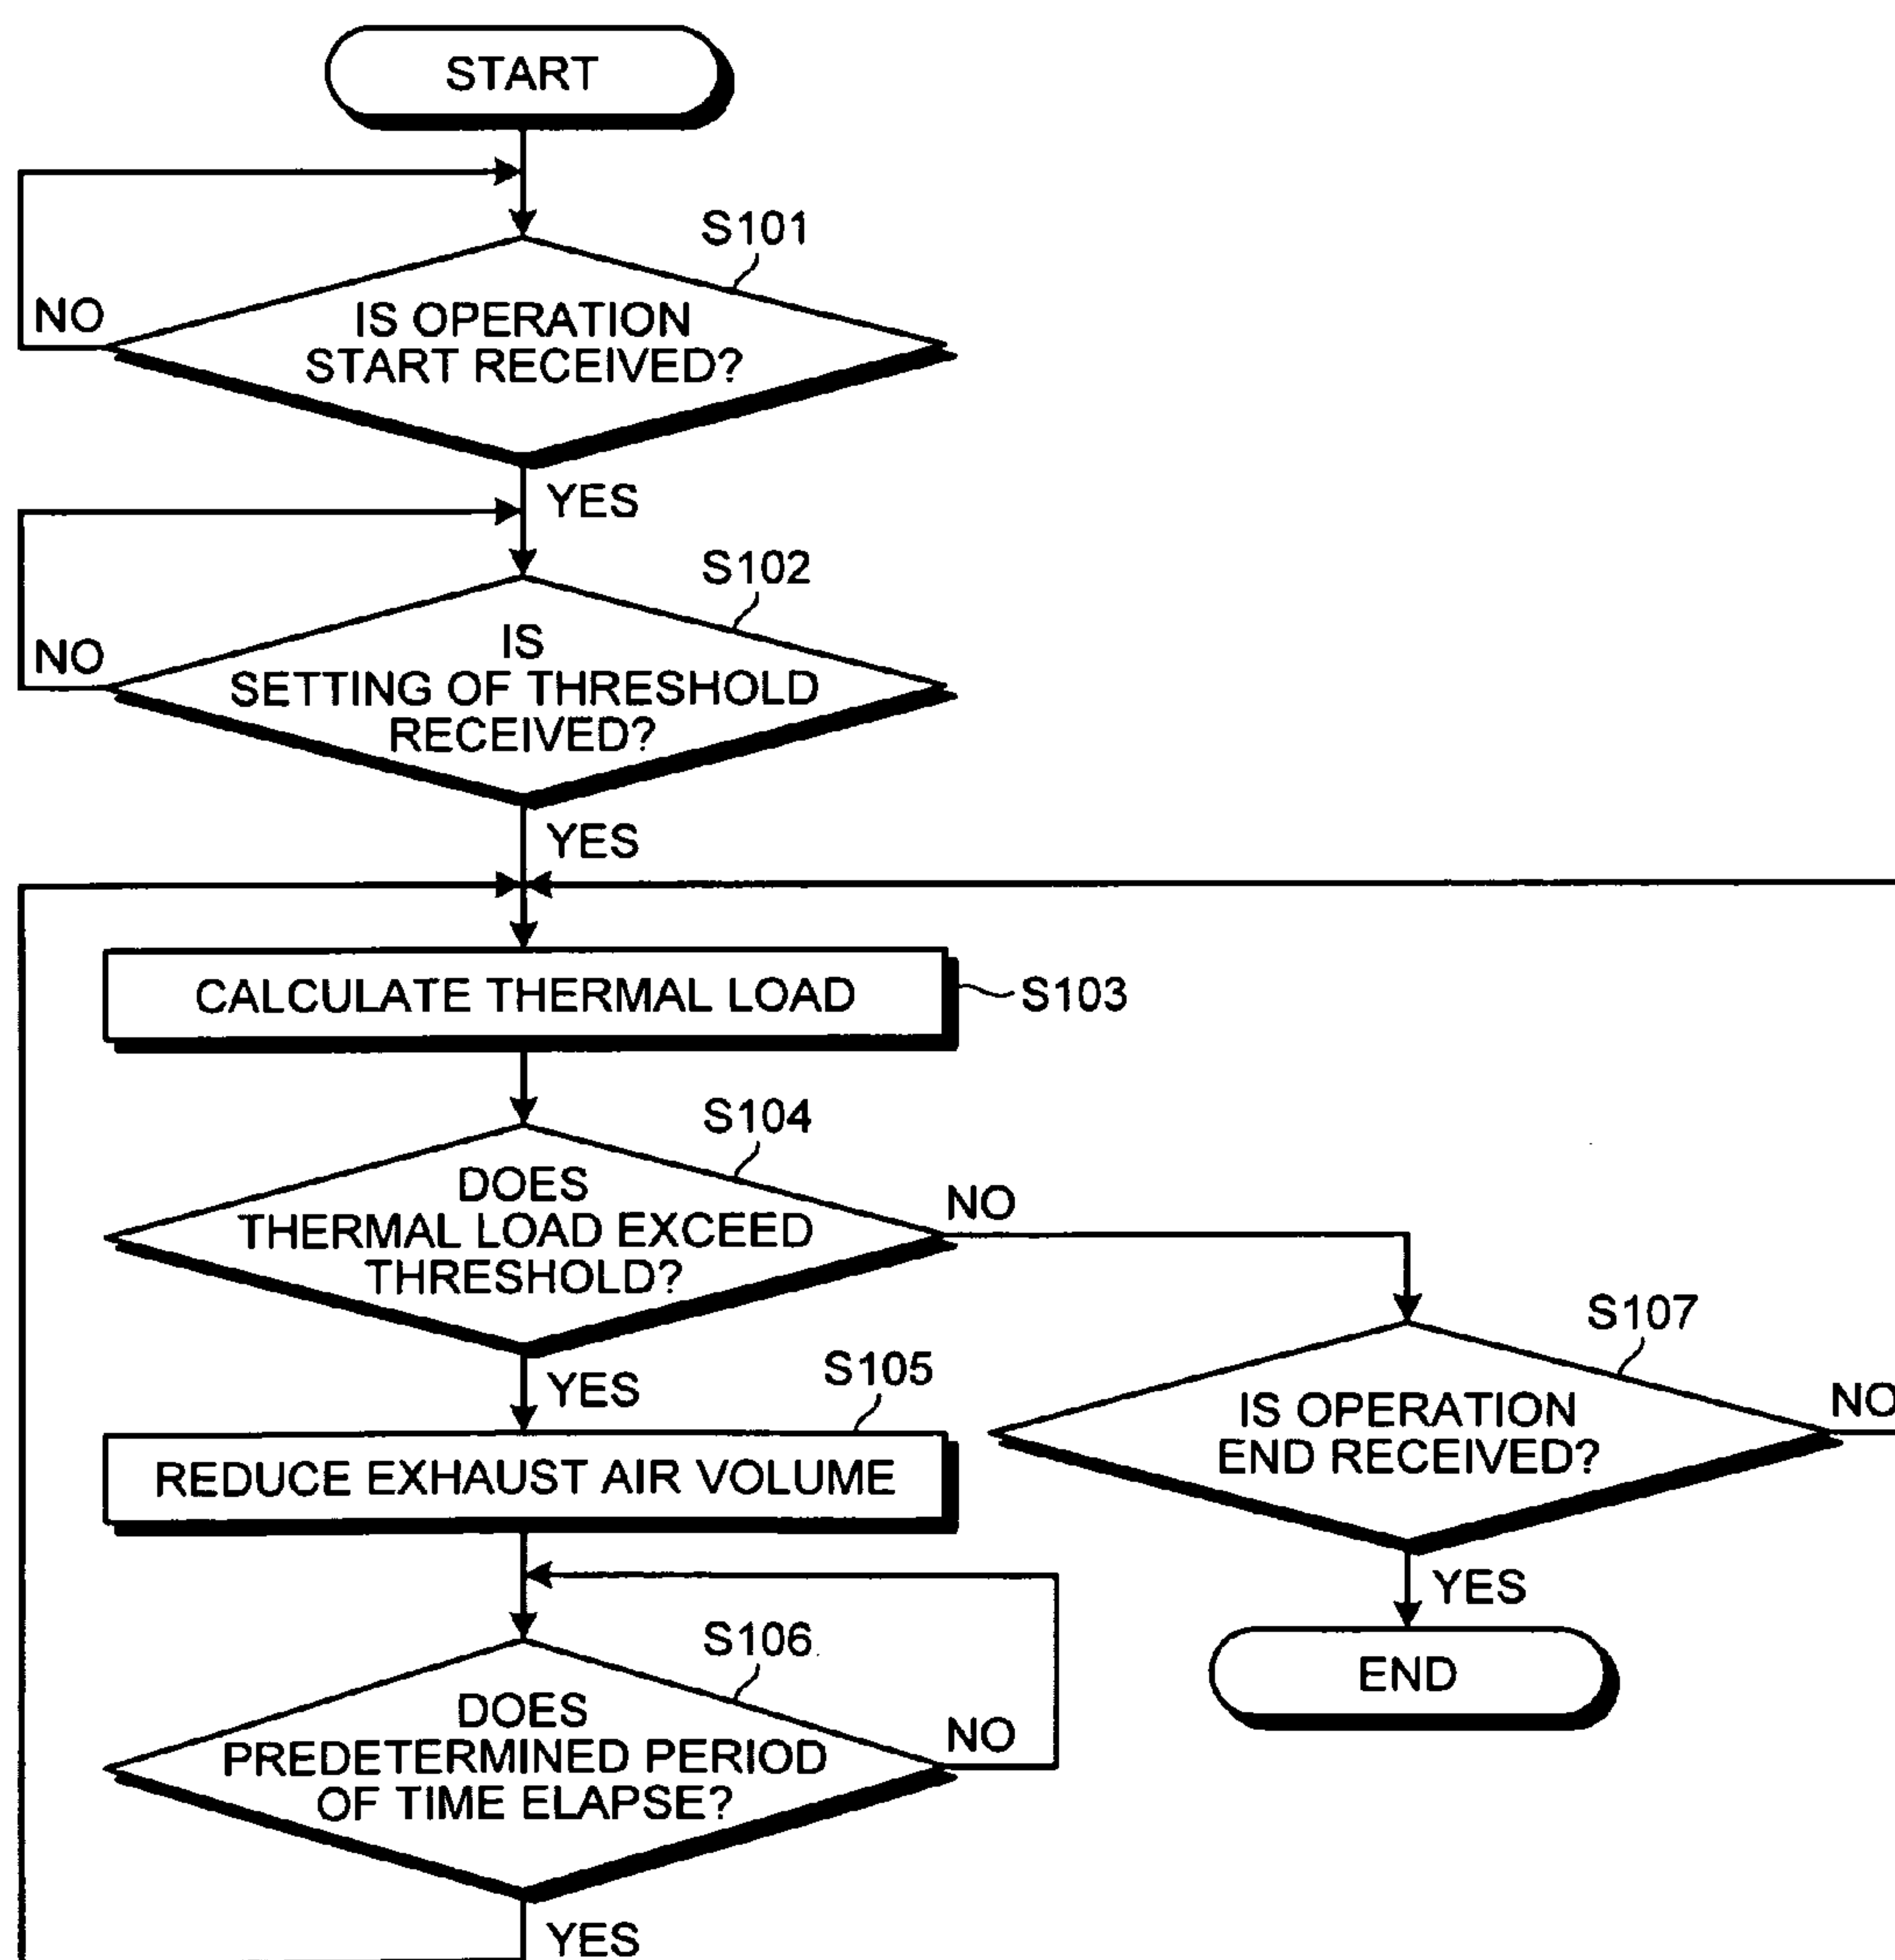 START
S101
NO
IS OPERATION
START RECEIVED?
YES
S102
NO
IS
SETTING OF THRESHOLD
RECEIVED?
YES
CALCULATE THERMAL LOAD
S103
S104
DOES
THERMAL LOAD EXCEED
THRESHOLD?
NO
YES
S105
REDUCE EXHAUST AIR VOLUME
S107
IS OPERATION
END RECEIVED?
NO
YES
END
S106
DOES
PREDETERMINED PERIOD
OF TIME ELAPSE?
NO
YES